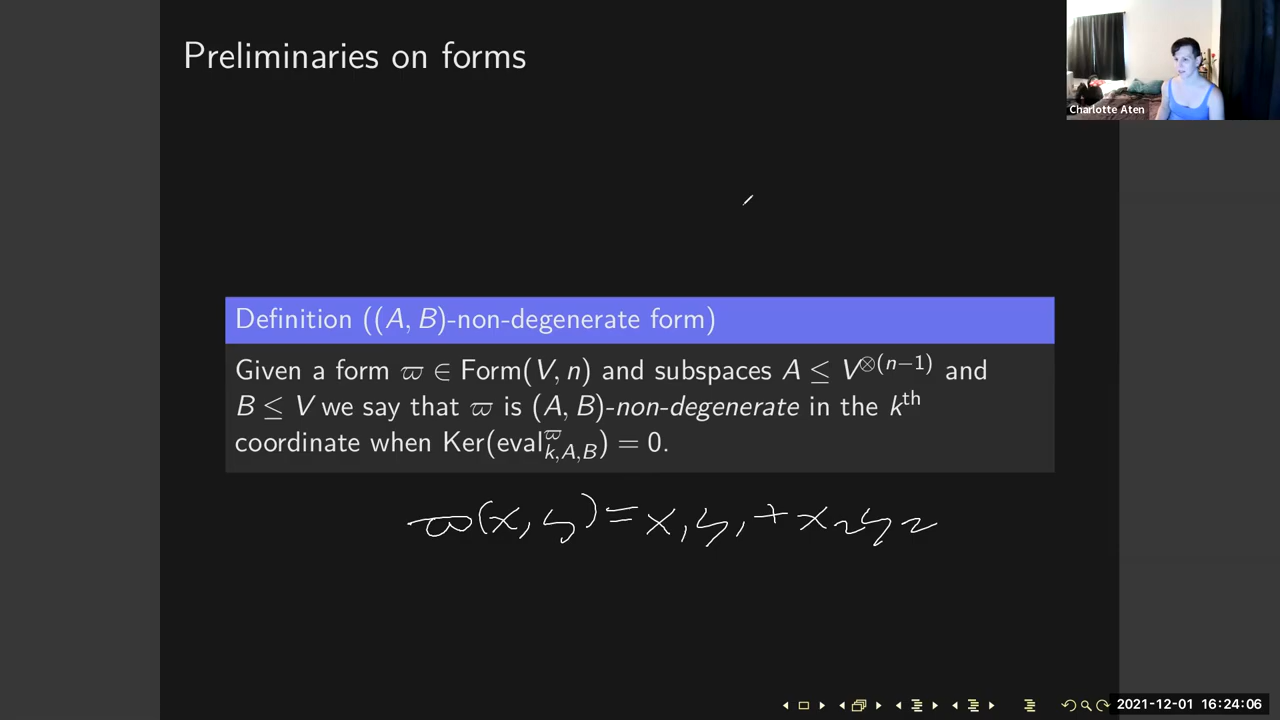 Preliminaries on forms
Charlotte Aten
Definition ((A, B)-non-degenerate form)
Given a form ϖ ∈ Form(V, n) and subspaces A ≤ V^{⊗(n−1)} and
B ≤ V we say that ϖ is (A, B)-non-degenerate in the k^{th}
coordinate when Ker(eval^ϖ_{k,A,B}) = 0.
ϖ(x, y) = x₁y₁ + x₂y₂
2021-12-01 16:24:06